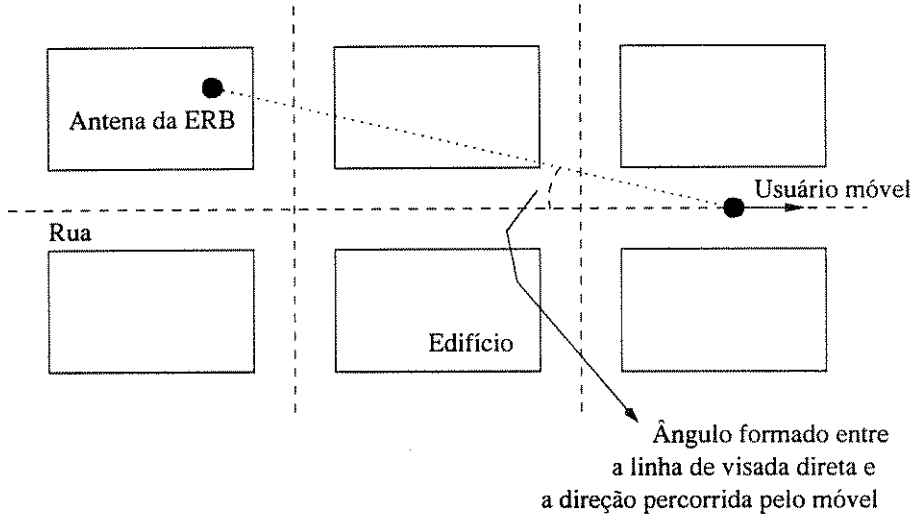 Antena da ERB
Usuário móvel
Rua
Edifício
Ângulo formado entre
a linha de visada direta e
a direção percorrida pelo móvel